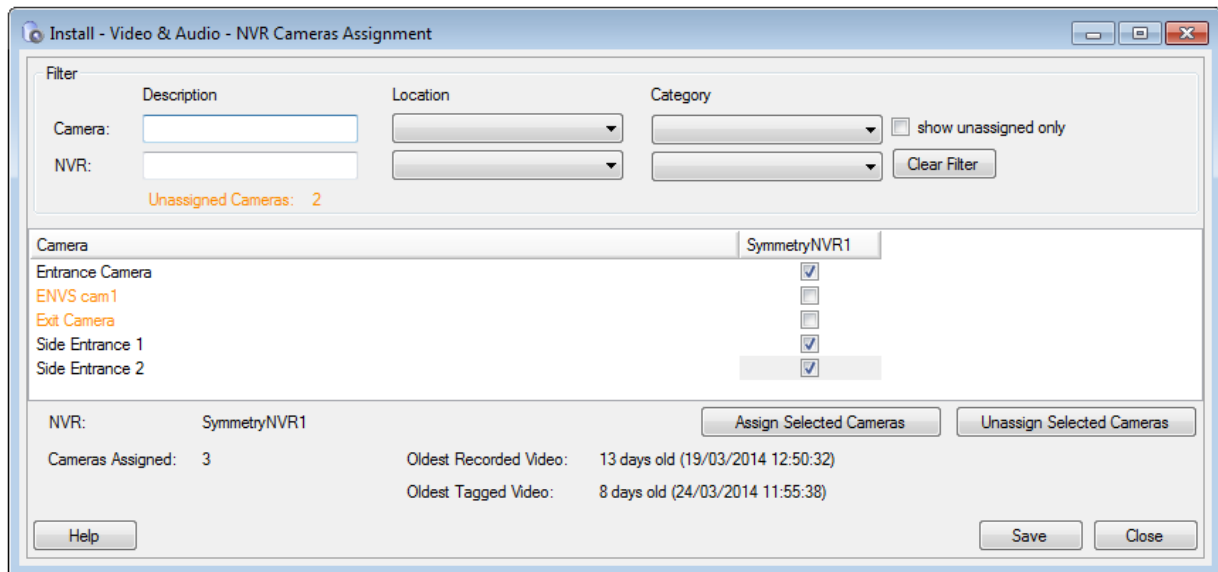 Install - Video & Audio - NVR Cameras Assignment
Filter
Description Location Category
Camera: show unassigned only
NVR: Clear Filter
Unassigned Cameras: 2
Camera SymmetryNVR1
Entrance Camera
ENVS cam1
Exit Camera
Side Entrance 1
Side Entrance 2
NVR: SymmetryNVR1 Assign Selected Cameras Unassign Selected Cameras
Cameras Assigned: 3 Oldest Recorded Video: 13 days old (19/03/2014 12:50:32)
Oldest Tagged Video: 8 days old (24/03/2014 11:55:38)
Help Save Close